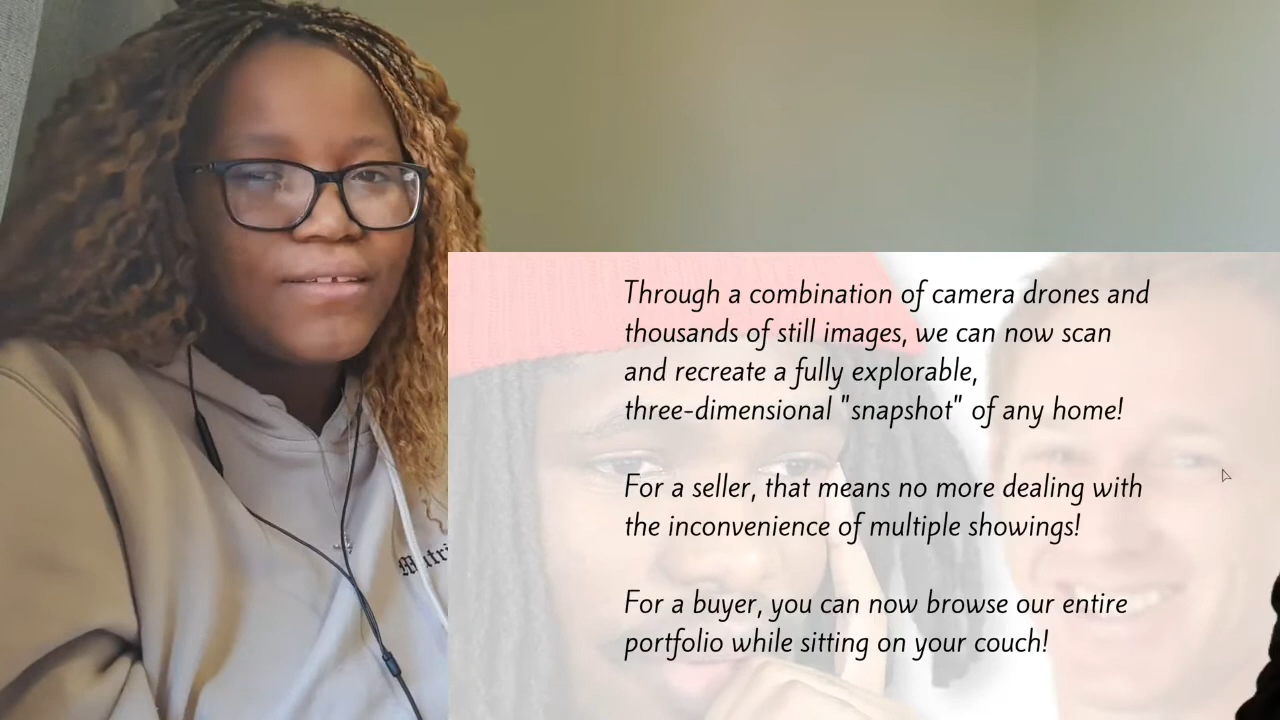 Through a combination of camera drones and
thousands of still images, we can now scan
and recreate a fully explorable,
three-dimensional "snapshot" of any home!
For a seller, that means no more dealing with
the inconvenience of multiple showings!
For a buyer, you can now browse our entire
portfolio while sitting on your couch!